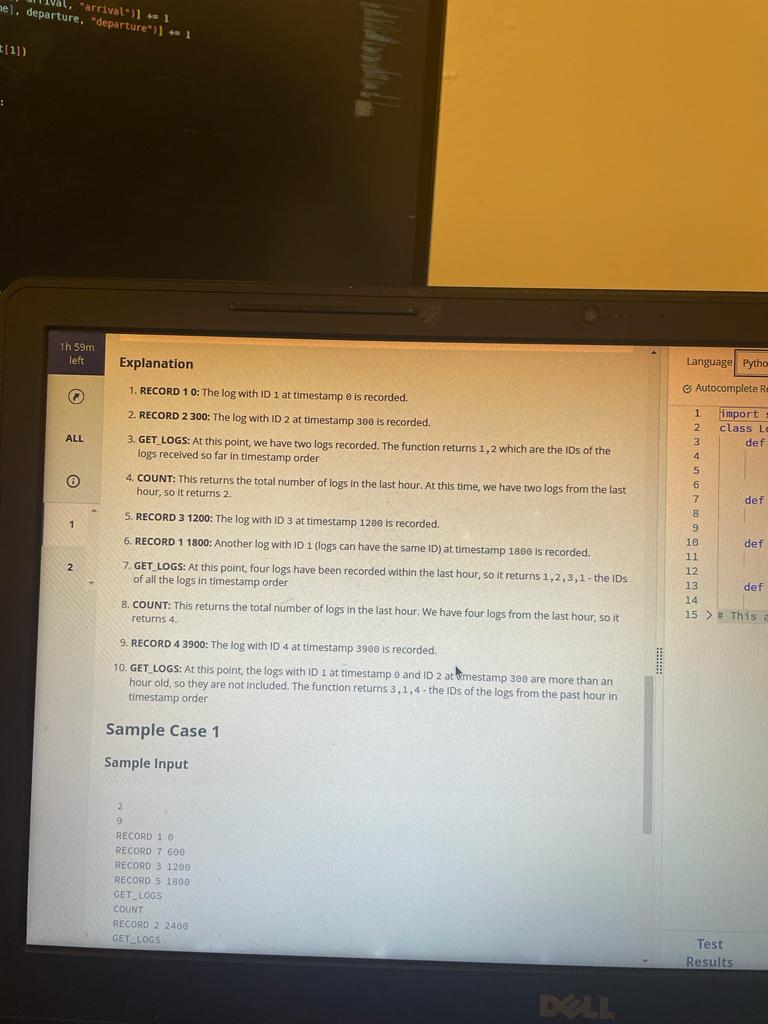 "arrival")] += 1
departure, "departure")] += 1
t[1])
:
1h 59m
left
ALL
1
2
Explanation
1. RECORD 1 0: The log with ID 1 at timestamp 0 is recorded.
2. RECORD 2 300: The log with ID 2 at timestamp 300 is recorded.
3. GET_LOGS: At this point, we have two logs recorded. The function returns 1,2 which are the IDs of the
logs received so far in timestamp order
4. COUNT: This returns the total number of logs in the last hour. At this time, we have two logs from the last
hour, so it returns 2.
5. RECORD 3 1200: The log with ID 3 at timestamp 1200 is recorded.
6. RECORD 1 1800: Another log with ID 1 (logs can have the same ID) at timestamp 1800 is recorded.
7. GET_LOGS: At this point, four logs have been recorded within the last hour, so it returns 1,2,3,1 - the IDs
of all the logs in timestamp order
8. COUNT: This returns the total number of logs in the last hour. We have four logs from the last hour, so it
returns 4.
9. RECORD 4 3900: The log with ID 4 at timestamp 3900 is recorded.
10. GET_LOGS: At this point, the logs with ID 1 at timestamp 0 and ID 2 at timestamp 300 are more than an
hour old, so they are not included. The function returns 3,1,4 - the IDs of the logs from the past hour in
timestamp order
Sample Case 1
Sample Input
2
9
RECORD 1 0
RECORD 7 600
RECORD 3 1200
RECORD 5 1800
GET_LOGS
COUNT
RECORD 2 2400
GET_LOGS
Language Pytho
Autocomplete Re
1 import
2 class Lo
3 def
4
5
6
7 def
8
9
10 def
11
12
13 def
14
15 > # This a
Test
Results
DELL